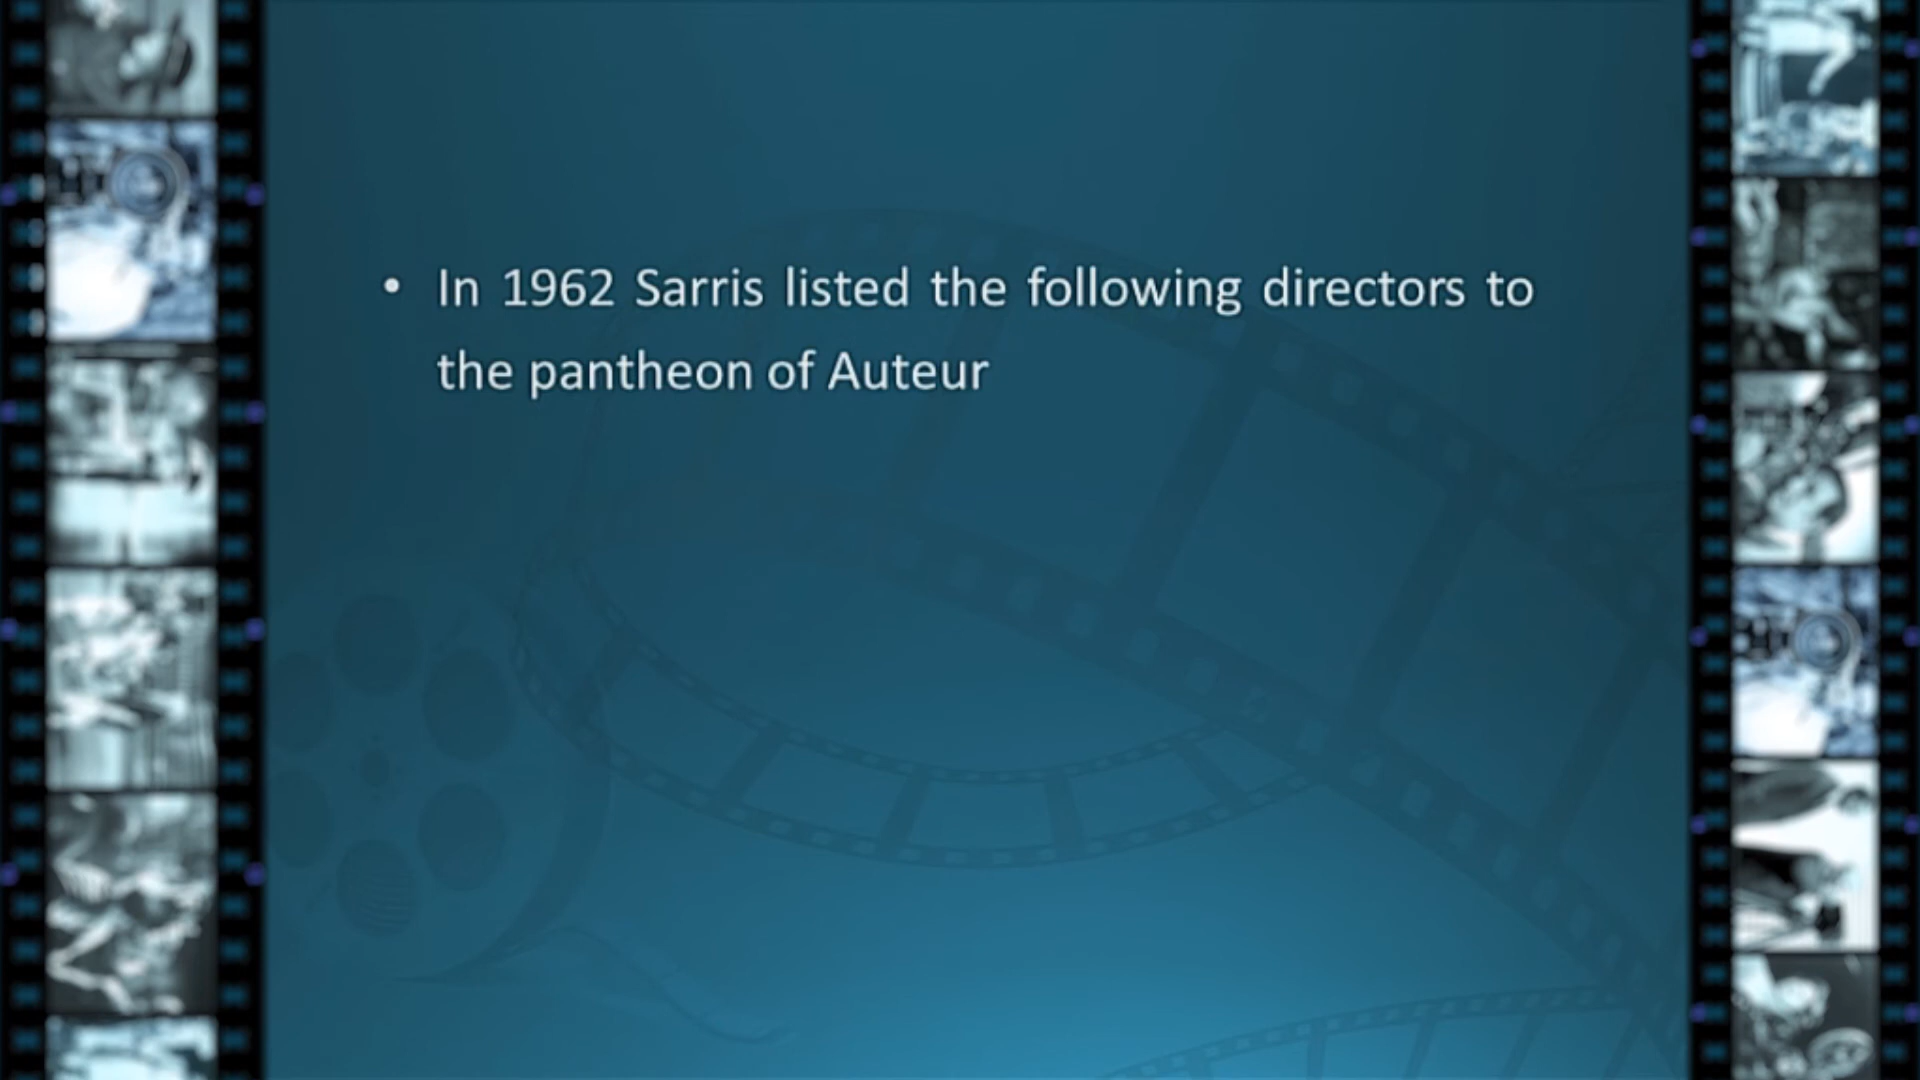 • In 1962 Sarris listed the following directors to
the pantheon of Auteur